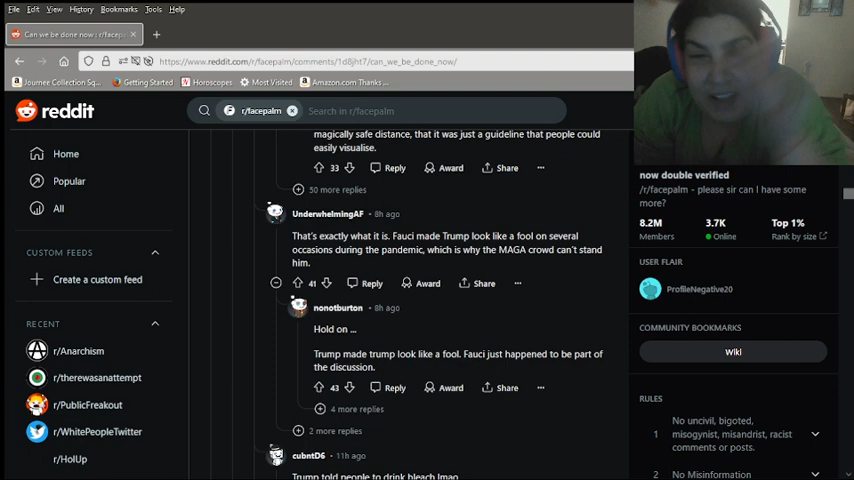 File Edit View History Bookmarks Tools Help
Can we be done now : r/facep
https://www.reddit.com/r/facepalm/comments/1d8jht7/can_we_be_done_now/
Journee Collection Sq... Getting Started Horoscopes Most Visited Amazon.com Thanks ...
reddit
r/facepalm Search in r/facepalm
magically safe distance, that it was just a guideline that people could
easily visualise.
33 Reply Award Share ...
50 more replies
UnderwhelmingAF • 8h ago
That's exactly what it is. Fauci made Trump look like a fool on several
occasions during the pandemic, which is why the MAGA crowd can't stand
him.
41 Reply Award Share ...
nonotburton • 8h ago
Hold on ...
Trump made trump look like a fool. Fauci just happened to be part of
the discussion.
43 Reply Award Share ...
4 more replies
2 more replies
cubntD6 • 11h ago
Trump told people to drink bleach lmao
Home
Popular
All
CUSTOM FEEDS
Create a custom feed
RECENT
r/Anarchism
r/therewasanattempt
r/PublicFreakout
r/WhitePeopleTwitter
r/HolUp
now double verified
/r/facepalm - please sir can I have some
more?
8.2M 3.7K Top 1%
Members Online Rank by size
USER FLAIR
ProfileNegative20
COMMUNITY BOOKMARKS
Wiki
RULES
1 No uncivil, bigoted,
misogynist, misandrist, racist
comments or posts.
2 No Misinformation